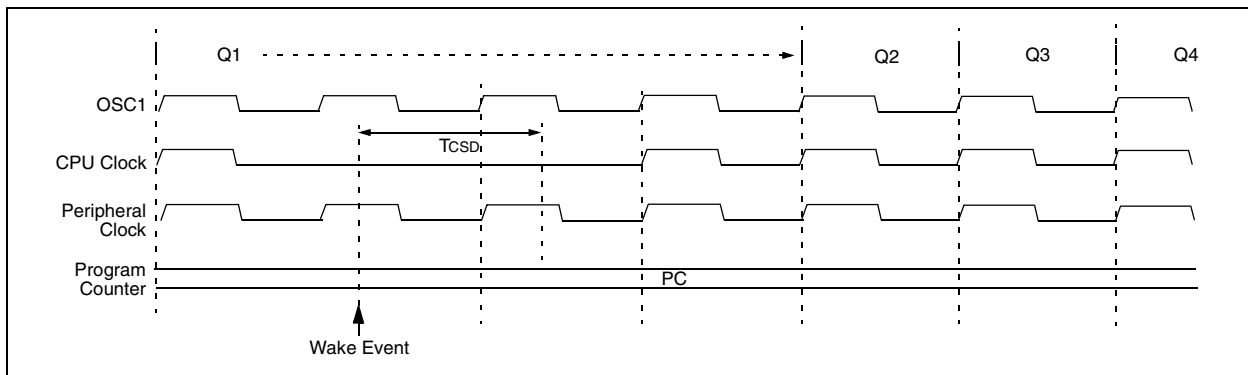 Q1 Q2 Q3 Q4
OSC1
TCSD
CPU Clock
Peripheral
Clock
Program
Counter
PC
Wake Event